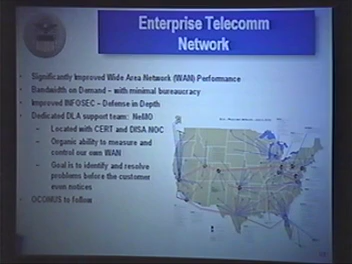 Enterprise Telecomm
Network
Significantly Improved Wide Area Network (WAN) Performance
Bandwidth on Demand – with minimal bureaucracy
Improved INFOSEC – Defense in Depth
Dedicated DLA support team: NeMO
– Located with CERT and DISA NOC
– Organic ability to measure and
control our own WAN
– Goal is to identify and resolve
problems before the customer
even notices
OCONUS to follow